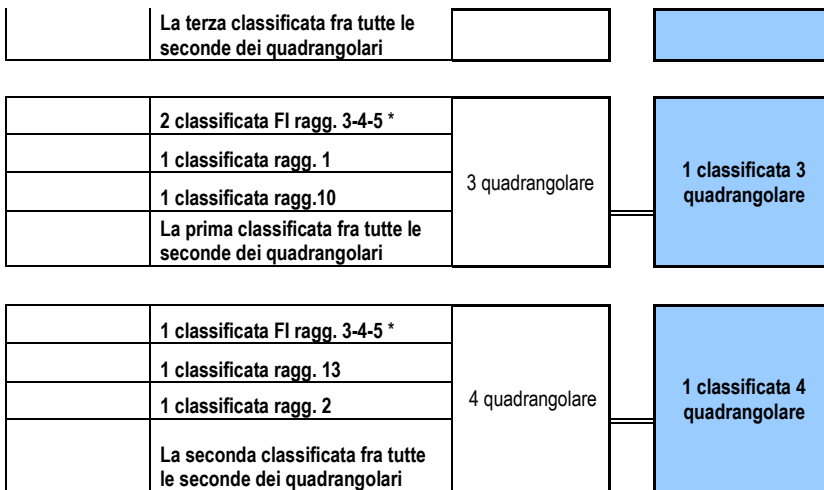 La terza classificata fra tutte le
seconde dei quadrangolari
2 classificata FI ragg. 3-4-5 *
1 classificata ragg. 1
1 classificata ragg.10
La prima classificata fra tutte le
seconde dei quadrangolari
3 quadrangolare
1 classificata 3
quadrangolare
1 classificata FI ragg. 3-4-5 *
1 classificata ragg. 13
1 classificata ragg. 2
La seconda classificata fra tutte
le seconde dei quadrangolari
4 quadrangolare
1 classificata 4
quadrangolare